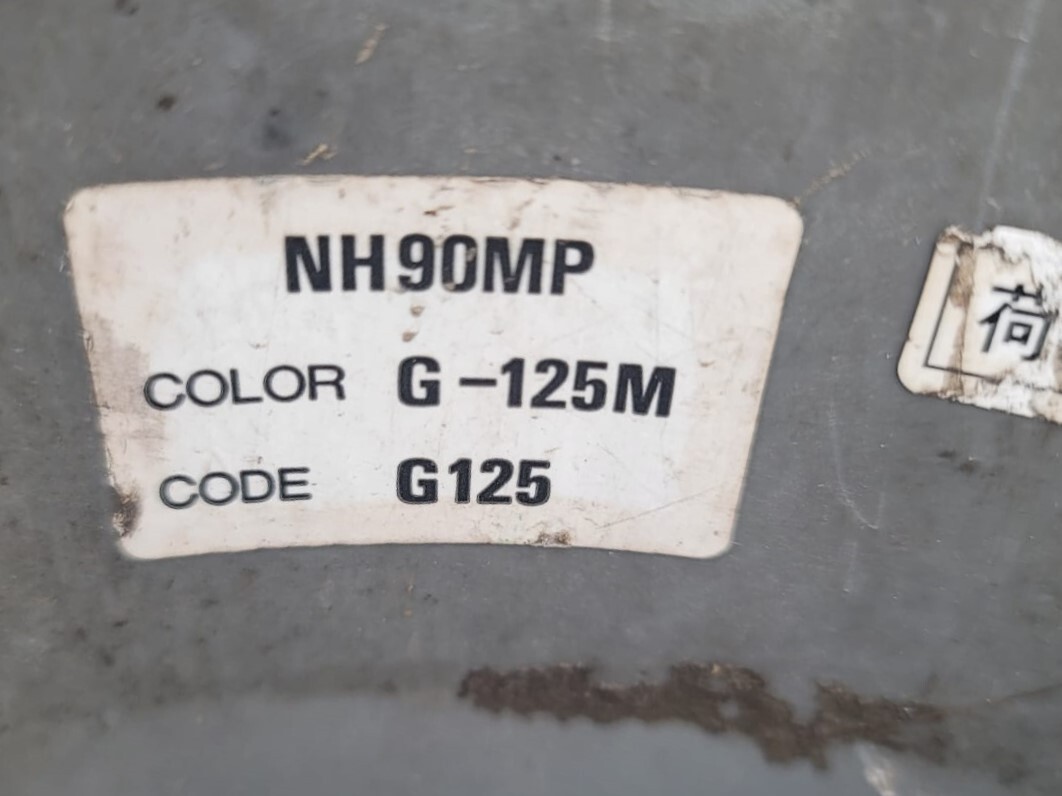 NH90MP
COLOR G-125M
CODE G125
荷